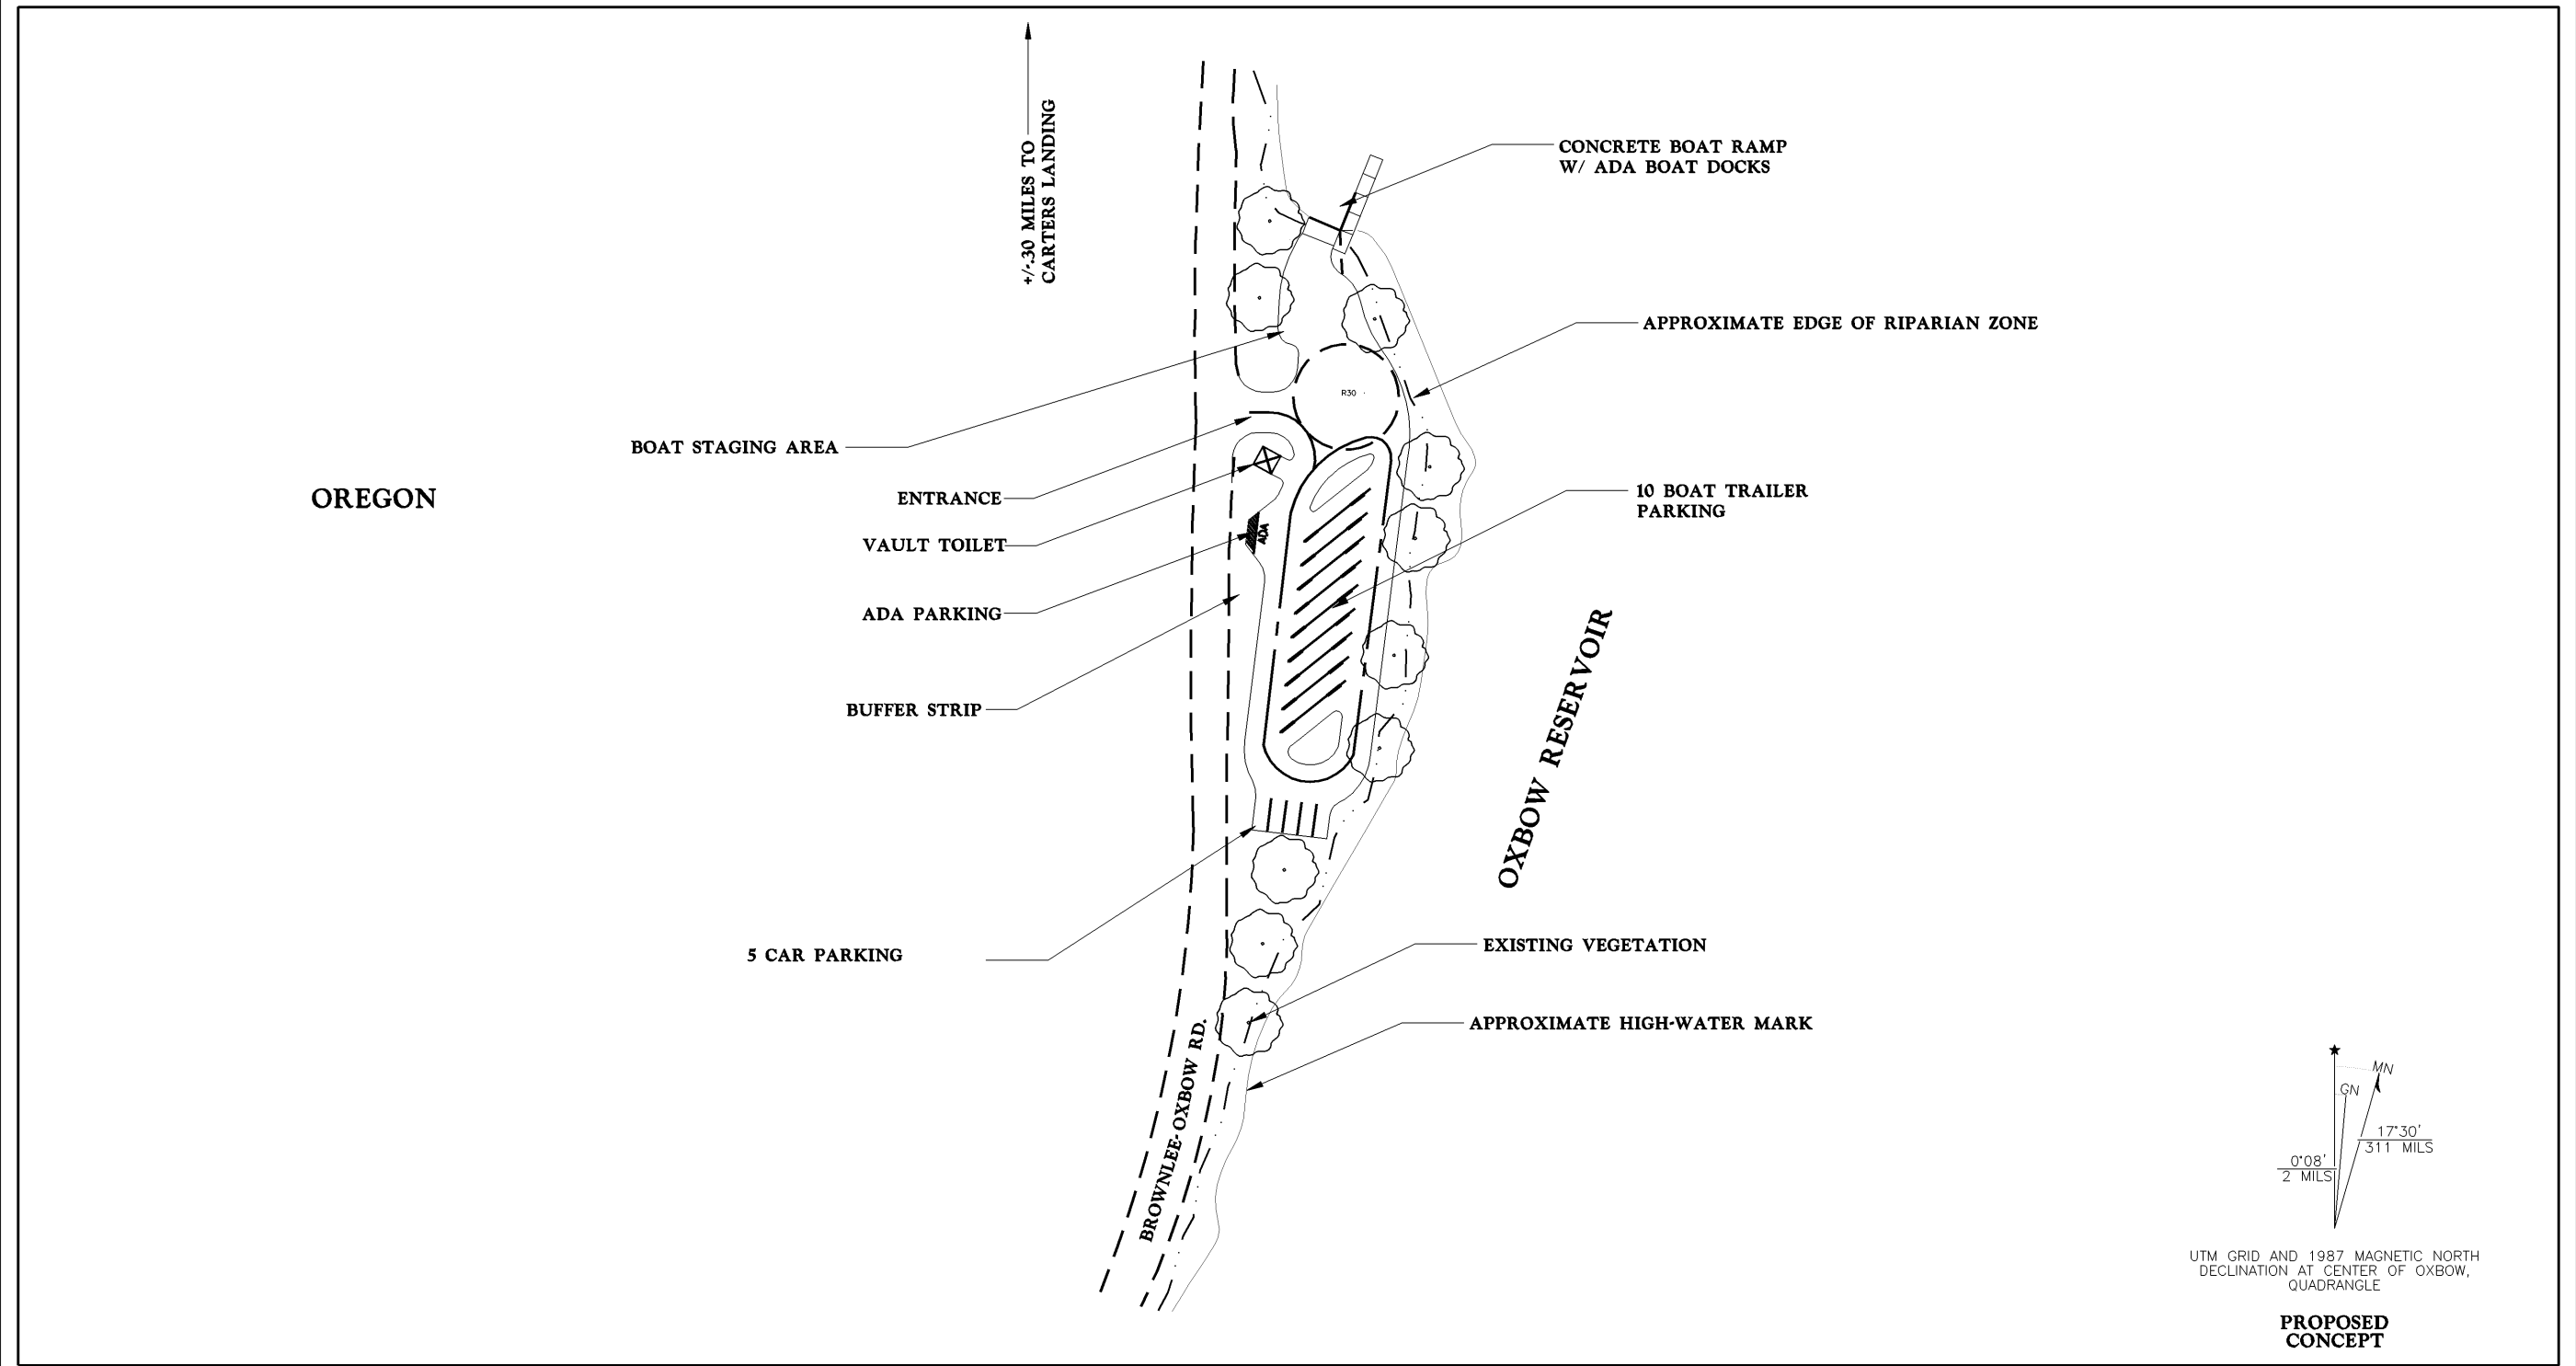 +/-.30 MILES TO
CARTERS LANDING
CONCRETE BOAT RAMP
W/ ADA BOAT DOCKS
APPROXIMATE EDGE OF RIPARIAN ZONE
R30
BOAT STAGING AREA
ENTRANCE
VAULT TOILET
ADA PARKING
ADA
BUFFER STRIP
OREGON
10 BOAT TRAILER
PARKING
OXBOW RESERVOIR
5 CAR PARKING
EXISTING VEGETATION
APPROXIMATE HIGH-WATER MARK
BROWNLEE-OXBOW RD.
MN
GN
17°30'
311 MILS
0°08'
2 MILS
UTM GRID AND 1987 MAGNETIC NORTH
DECLINATION AT CENTER OF OXBOW,
QUADRANGLE
PROPOSED
CONCEPT